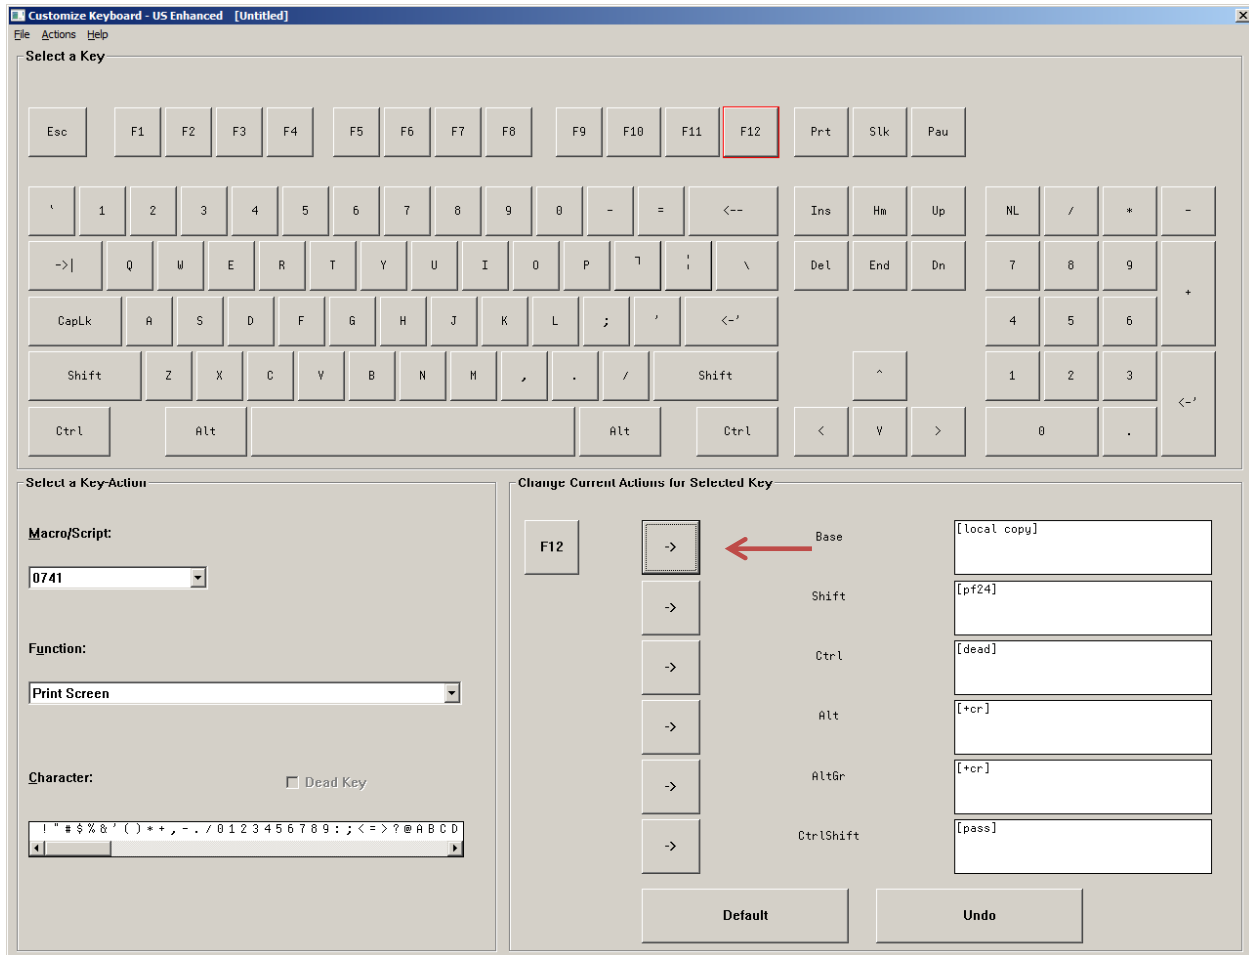 Customize Keyboard - US Enhanced [Untitled]
File Actions Help
Select a Key
Esc F1 F2 F3 F4 F5 F6 F7 F8 F9 F10 F11 F12 Prt Slk Pau
‘ 1 2 3 4 5 6 7 8 9 0 - = <-- Ins Hm Up NL / * -
->| Q W E R T Y U I O P ┐ ¦ \ Del End Dn 7 8 9 +
CapLk A S D F G H J K L ; ' <-' 4 5 6
Shift Z X C V B N M , . / Shift ^ 1 2 3 <-'
Ctrl Alt Alt Ctrl < V > 0 .
Select a Key-Action
Macro/Script:
0741
Function:
Print Screen
Character:
Dead Key
! " # $ % & ' ( ) * + , - . / 0 1 2 3 4 5 6 7 8 9 : ; < = > ? @ A B C D
Change Current Actions for Selected Key
F12 -> Base [local copy]
-> Shift [pf24]
-> Ctrl [dead]
-> Alt [+cr]
-> AltGr [+cr]
-> CtrlShift [pass]
Default Undo